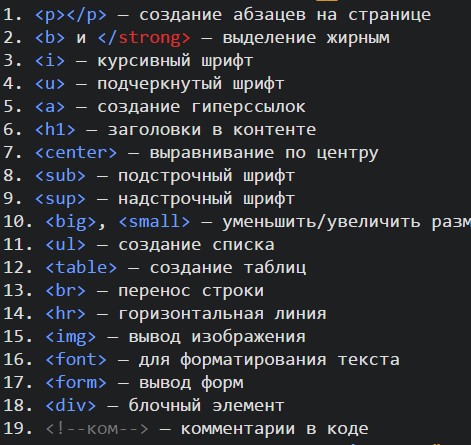 1. <p></p> — создание абзацев на странице
2. <b> и </strong> — выделение жирным
3. <i> — курсивный шрифт
4. <u> — подчеркнутый шрифт
5. <a> — создание гиперссылок
6. <h1> — заголовки в контенте
7. <center> — выравнивание по центру
8. <sub> — подстрочный шрифт
9. <sup> — надстрочный шрифт
10. <big>, <small> — уменьшить/увеличить разм
11. <ul> — создание списка
12. <table> — создание таблиц
13. <br> — перенос строки
14. <hr> — горизонтальная линия
15. <img> — вывод изображения
16. <font> — для форматирования текста
17. <form> — вывод форм
18. <div> — блочный элемент
19. <!--ком--> — комментарии в коде